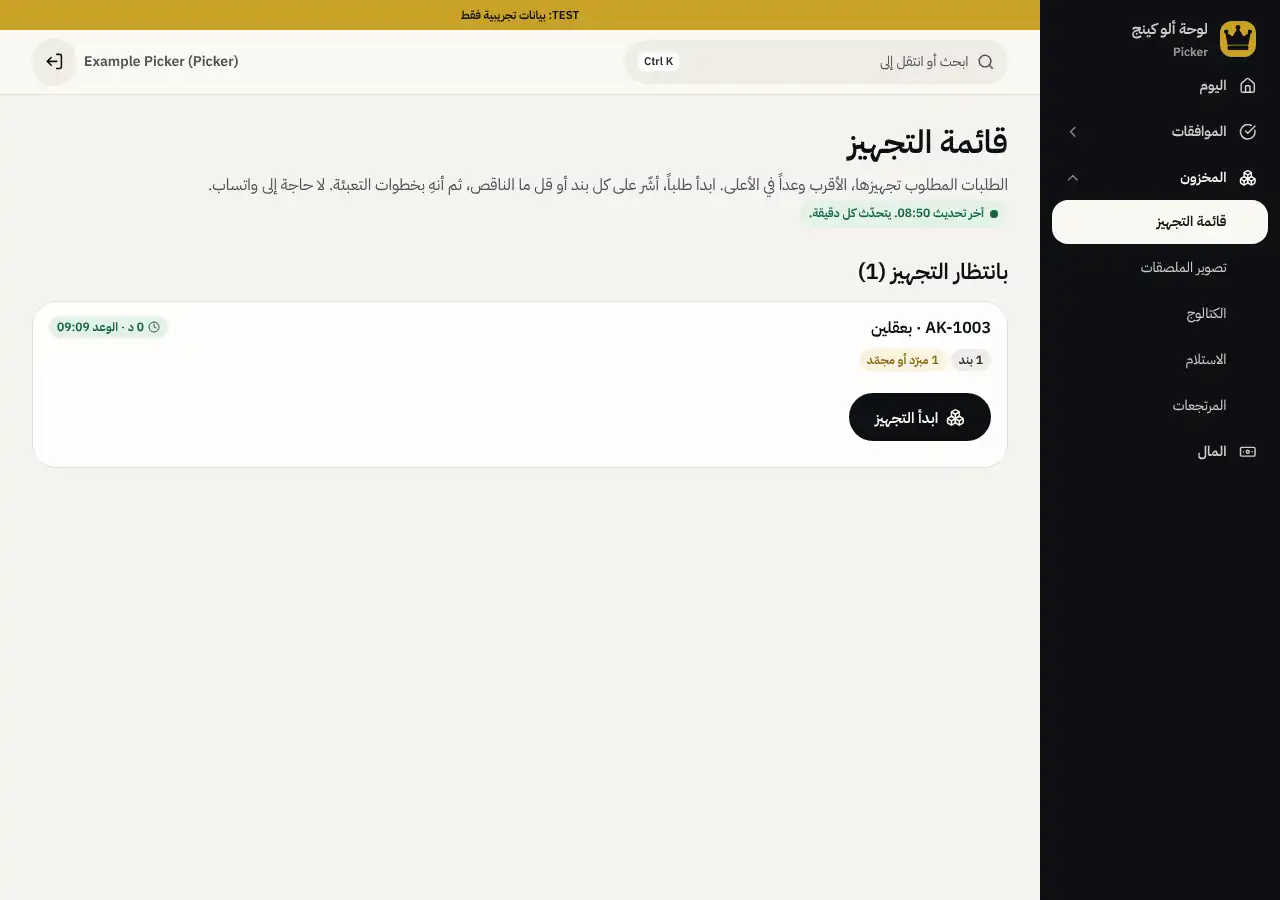 TEST: بيانات تجريبية فقط
لوحة ألو كينج
Picker
اليوم
الموافقات
المخزون
قائمة التجهيز
تصوير الملصقات
الكتالوج
الاستلام
المرتجعات
المال
ابحث أو انتقل إلى
Ctrl K
Example Picker (Picker)
قائمة التجهيز
الطلبات المطلوب تجهيزها، الأقرب وعداً في الأعلى. ابدأ طلباً، أشّر على كل بند أو قل ما الناقص، ثم أنهِ بخطوات التعبئة. لا حاجة إلى واتساب.
آخر تحديث 08:50. يتحدّث كل دقيقة.
بانتظار التجهيز (1)
AK-1003 · بعقلين
0 د · الوعد 09:09
1 بند
1 مبرّد أو مجمّد
ابدأ التجهيز